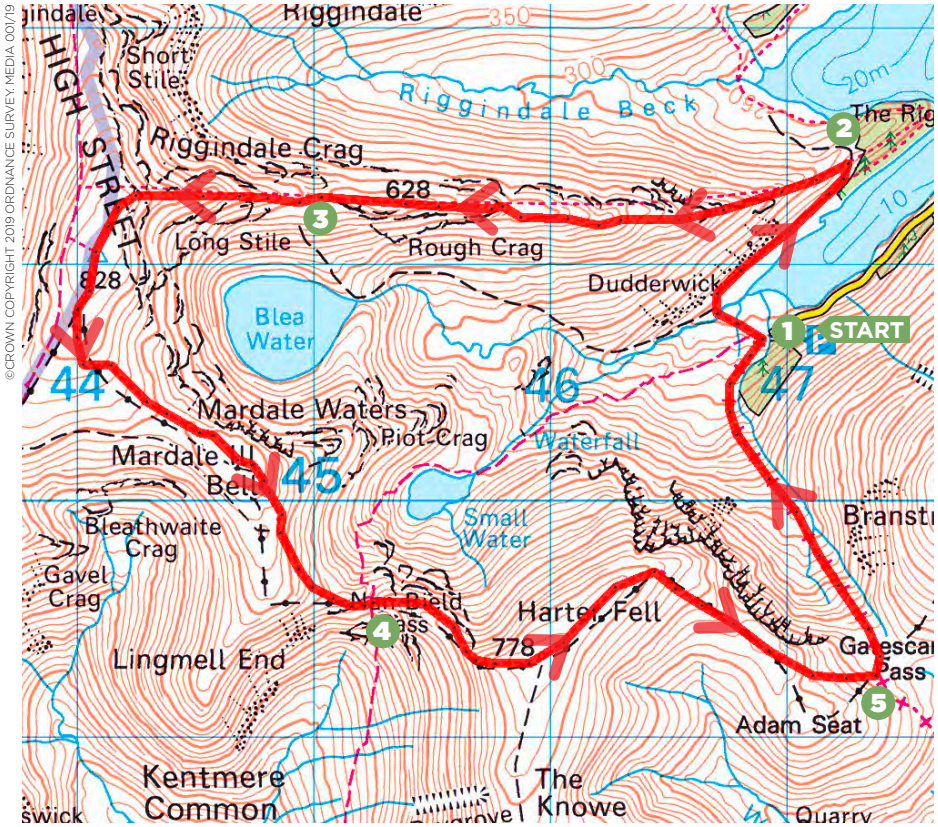 ©CROWN COPYRIGHT 2019 ORDNANCE SURVEY. MEDIA 001/19
gindale
Riggindale
350
HIGH STREET
Short
Stile
300
20m
Riggindale Beck
250
2
The Rig
Riggindale Crag
628
3
10
Long Stile
Rough Crag
828
Dudderwick
Blea
Water
1
START
44
46
47
Mardale Waters
Piot Crag
Waterfall
Mardale Ill
Bell
45
Small
Water
Branstr
Bleathwaite
Crag
Gavel
Crag
Nan Bield
Pass
4
Harter Fell
778
Gatescar
Pass
Lingmell End
5
Adam Seat
Kentmere
Common
The
Knowe
swick
Quarry